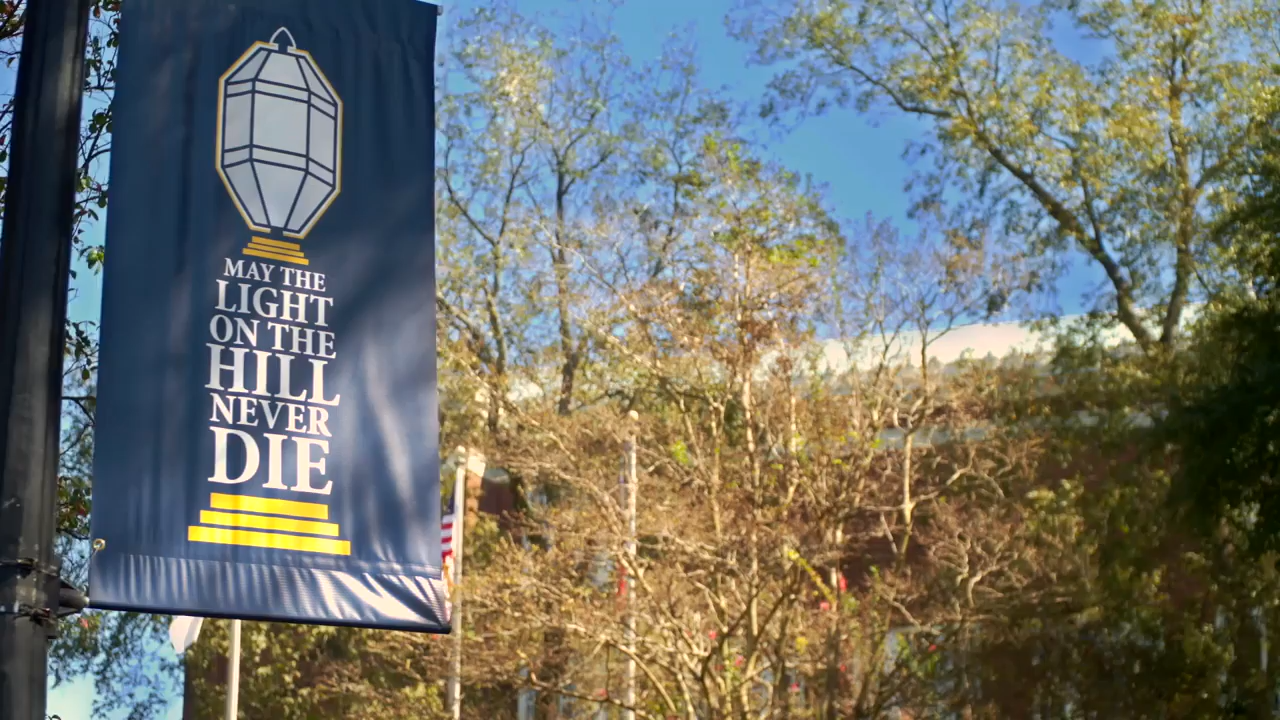 MAY THE
LIGHT
ON THE
HILL
NEVER
DIE